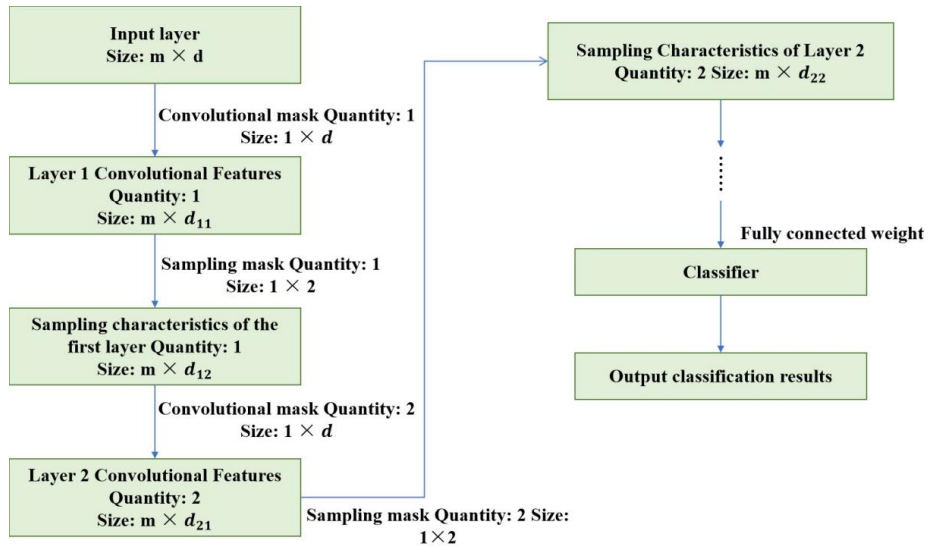 Input layer
Size: m × d
Convolutional mask Quantity: 1
Size: 1 × d
Layer 1 Convolutional Features
Quantity: 1
Size: m × d₁₁
Sampling mask Quantity: 1
Size: 1 × 2
Sampling characteristics of the
first layer Quantity: 1
Size: m × d₁₂
Convolutional mask Quantity: 2
Size: 1 × d
Layer 2 Convolutional Features
Quantity: 2
Size: m × d₂₁
Sampling mask Quantity: 2 Size:
1×2
Sampling Characteristics of Layer 2
Quantity: 2 Size: m × d₂₂
......
Fully connected weight
Classifier
Output classification results